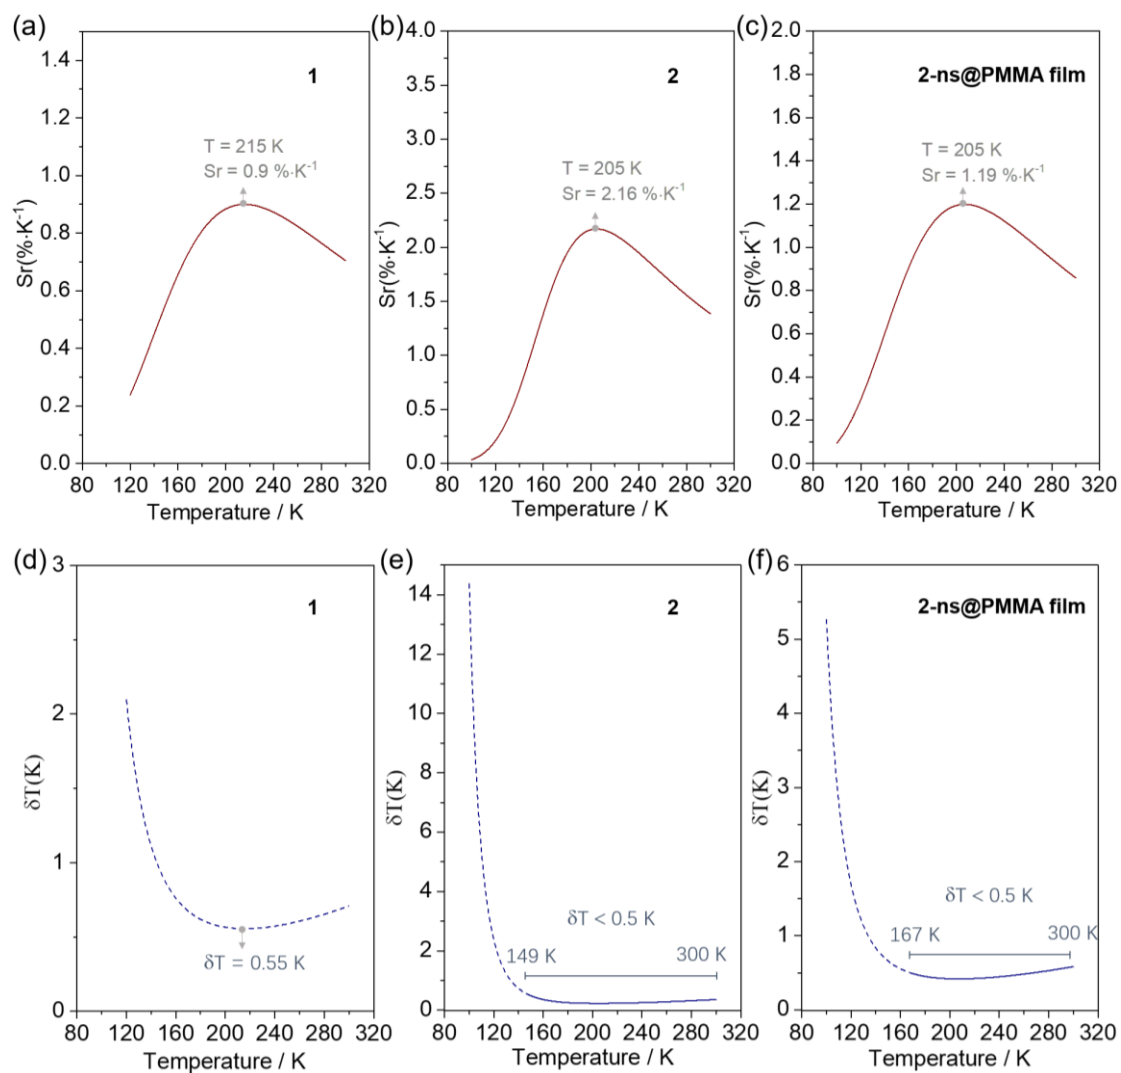 (a)
1
T = 215 K
Sr = 0.9 %·K⁻¹
Sr(%·K⁻¹)
1.4
1.2
1.0
0.8
0.6
0.4
0.2
0.0
80 120 160 200 240 280 320
Temperature / K
(b)
2
T = 205 K
Sr = 2.16 %·K⁻¹
Sr(%·K⁻¹)
4.0
3.5
3.0
2.5
2.0
1.5
1.0
0.5
0.0
80 120 160 200 240 280 320
Temperature / K
(c)
2-ns@PMMA film
T = 205 K
Sr = 1.19 %·K⁻¹
Sr(%·K⁻¹)
2.0
1.8
1.6
1.4
1.2
1.0
0.8
0.6
0.4
0.2
0.0
80 120 160 200 240 280 320
Temperature / K
(d)
1
δT(K)
3
2
1
0
δT = 0.55 K
80 120 160 200 240 280 320
Temperature / K
(e)
2
δT(K)
14
12
10
8
6
4
2
0
δT < 0.5 K
149 K
300 K
80 120 160 200 240 280 320
Temperature / K
(f)
2-ns@PMMA film
δT(K)
6
5
4
3
2
1
0
δT < 0.5 K
167 K
300 K
80 120 160 200 240 280 320
Temperature / K